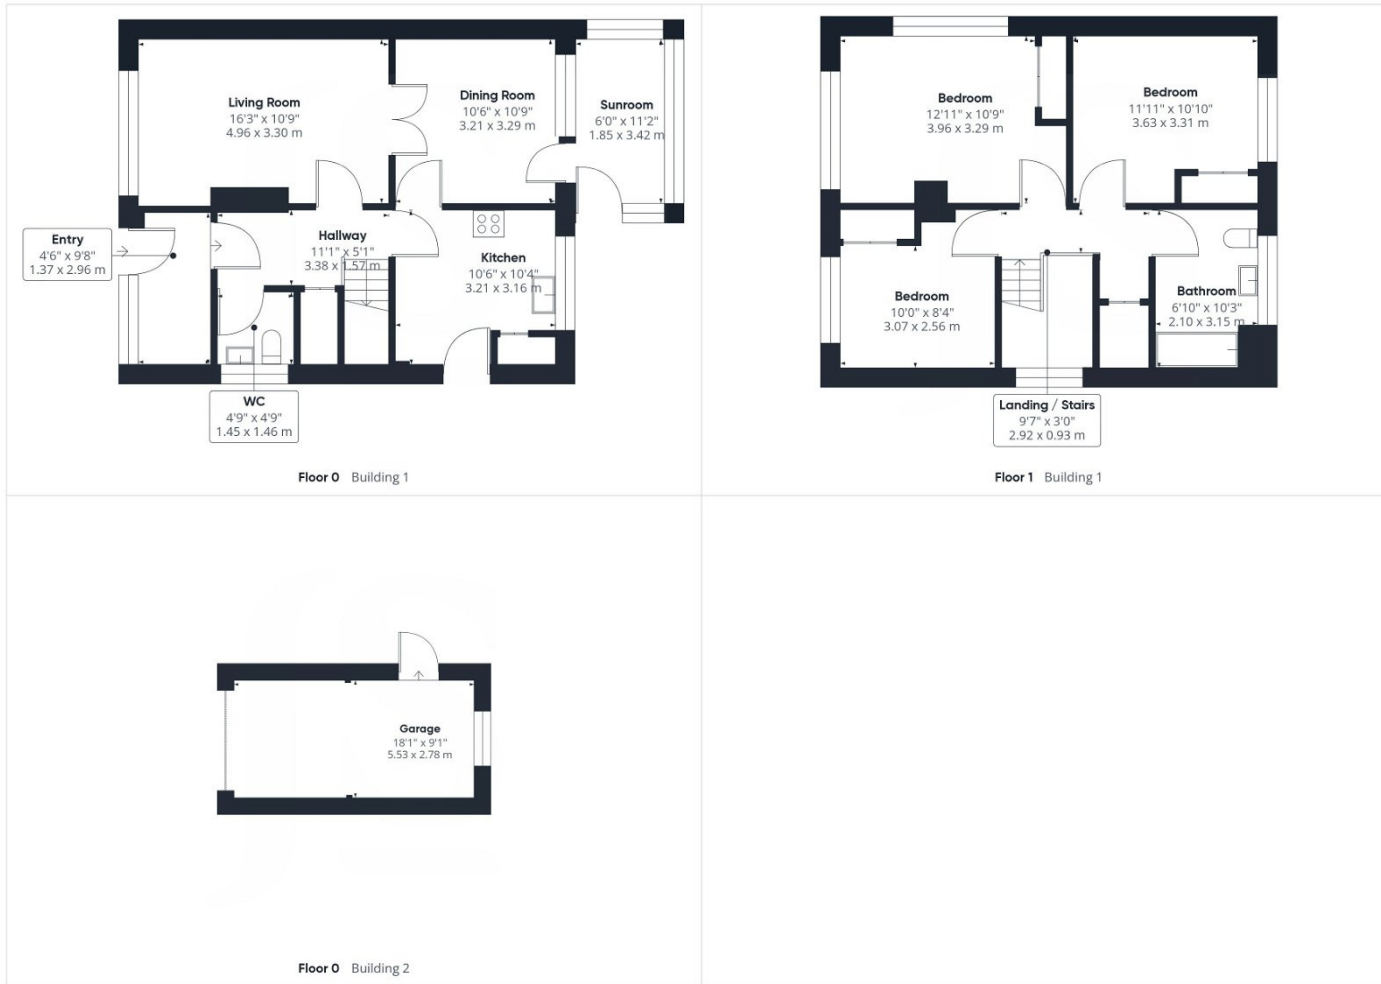 Living Room
16'3" x 10'9"
4.96 x 3.30 m
Dining Room
10'6" x 10'9"
3.21 x 3.29 m
Sunroom
6'0" x 11'2"
1.85 x 3.42 m
Entry
4'6" x 9'8"
1.37 x 2.96 m
Hallway
11'1" x 5'1"
3.38 x 1.57 m
Kitchen
10'6" x 10'4"
3.21 x 3.16 m
WC
4'9" x 4'9"
1.45 x 1.46 m
Floor 0 Building 1
Bedroom
12'11" x 10'9"
3.96 x 3.29 m
Bedroom
11'11" x 10'10"
3.63 x 3.31 m
Bedroom
10'0" x 8'4"
3.07 x 2.56 m
Bathroom
6'10" x 10'3"
2.10 x 3.15 m
Landing / Stairs
9'7" x 3'0"
2.92 x 0.93 m
Floor 1 Building 1
Garage
18'1" x 9'1"
5.53 x 2.78 m
Floor 0 Building 2